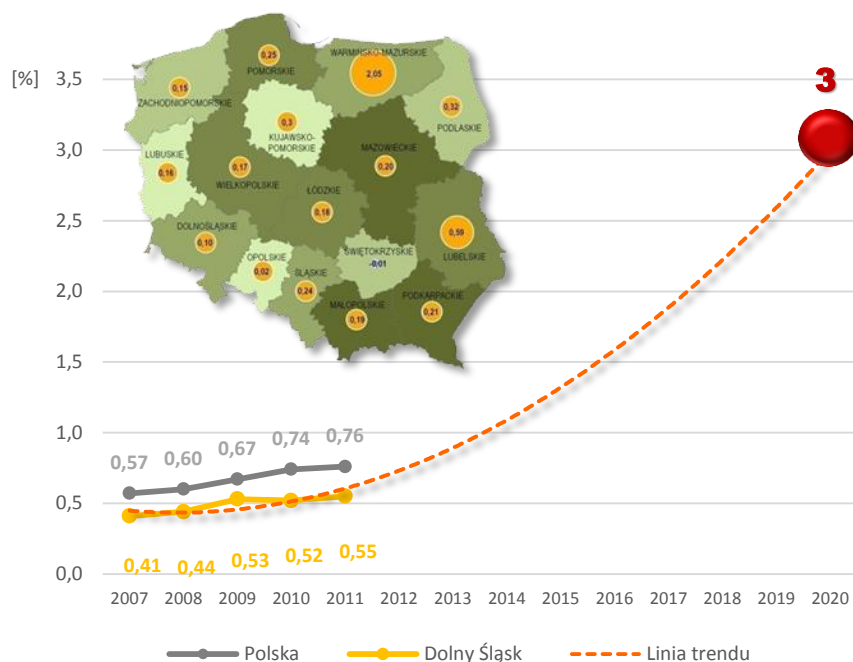 [%]
3,5
3,0
2,5
2,0
1,5
1,0
0,5
0,0
0,25
POMORSKIE
WARMIŃSKO-MAZURSKIE
2,05
0,15
ZACHODNIOPOMORSKIE
0,32
PODLASKIE
0,3
KUJAWSKO-
POMORSKIE
MAZOWIECKIE
0,20
LUBUSKIE
0,16
0,17
WIELKOPOLSKIE
ŁÓDZKIE
0,18
DOLNOŚLĄSKIE
0,10
0,59
LUBELSKIE
OPOLSKIE
0,02
ŚLĄSKIE
0,24
ŚWIĘTOKRZYSKIE
-0,01
MAŁOPOLSKIE
0,19
PODKARPACKIE
0,21
3
0,57 0,60 0,67 0,74 0,76
0,41 0,44 0,53 0,52 0,55
2007 2008 2009 2010 2011 2012 2013 2014 2015 2016 2017 2018 2019 2020
Polska Dolny Śląsk Linia trendu